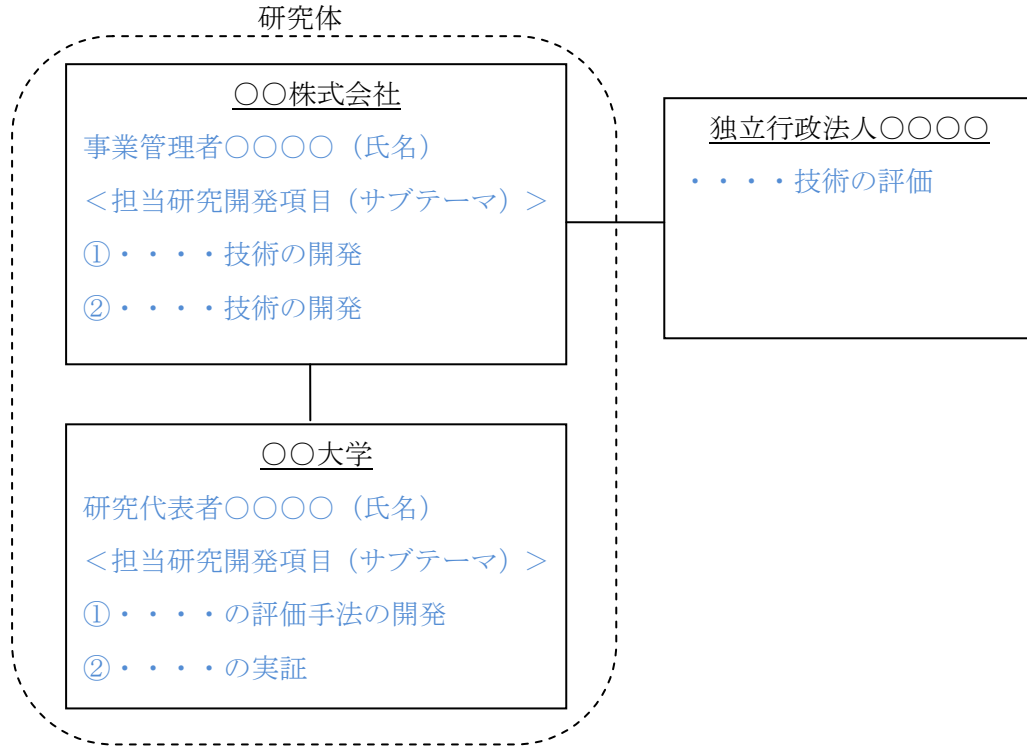 研究体
○○株式会社
事業管理者○○○○（氏名）
＜担当研究開発項目（サブテーマ）＞
①・・・・技術の開発
②・・・・技術の開発
独立行政法人○○○○
・・・・技術の評価
○○大学
研究代表者○○○○（氏名）
＜担当研究開発項目（サブテーマ）＞
①・・・・の評価手法の開発
②・・・・の実証